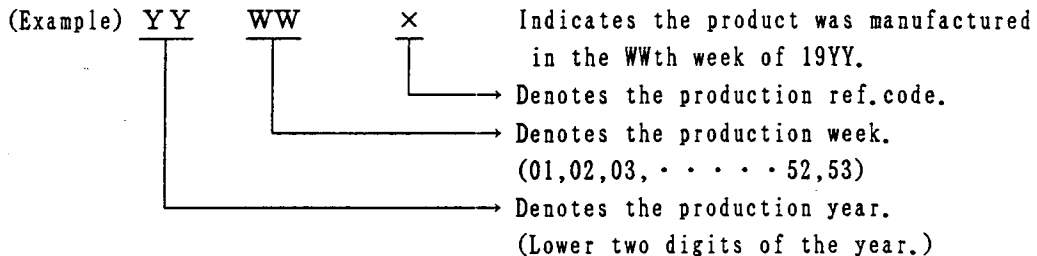 (Example) YY WW × Indicates the product was manufactured
in the WWth week of 19YY.
Denotes the production ref.code.
Denotes the production week.
(01,02,03,・・・・・52,53)
Denotes the production year.
(Lower two digits of the year.)